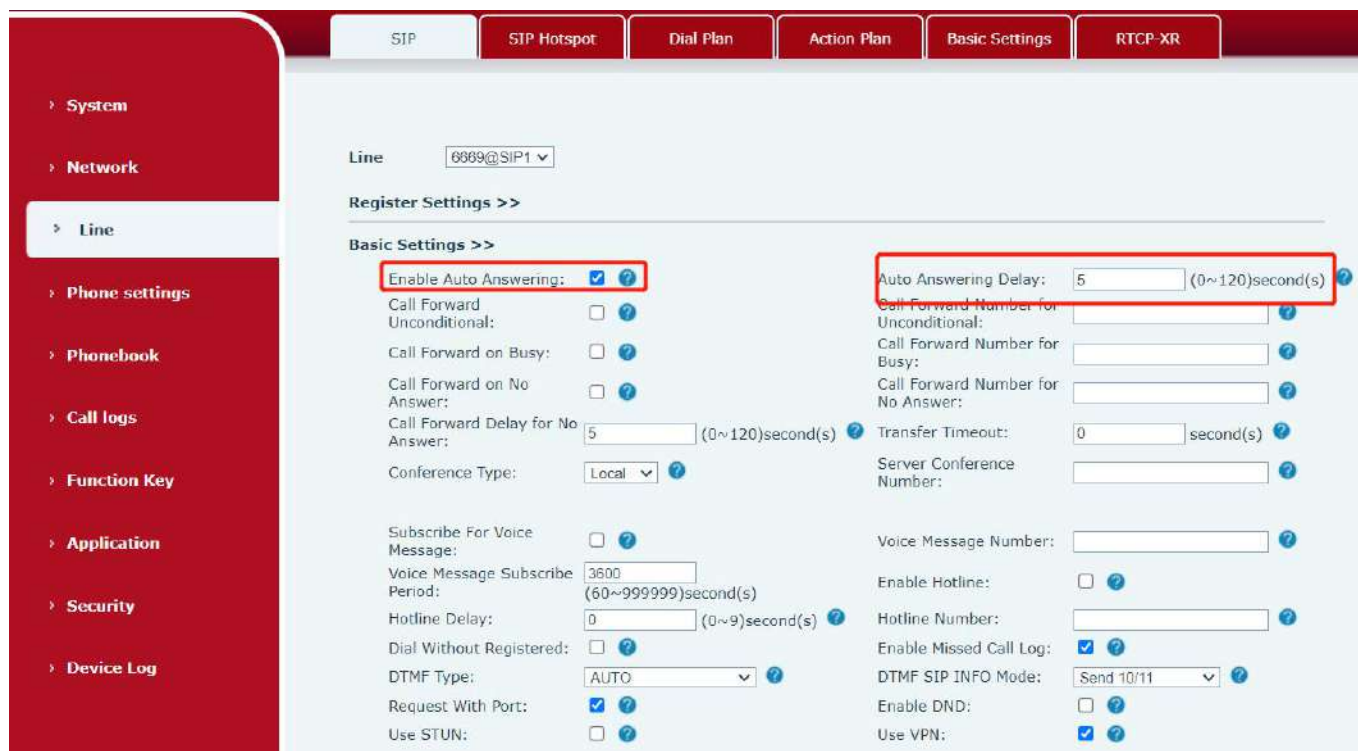 SIP
SIP Hotspot
Dial Plan
Action Plan
Basic Settings
RTCP-XR
› System
› Network
› Line
› Phone settings
› Phonebook
› Call logs
› Function Key
› Application
› Security
› Device Log
Line 6669@SIP1
Register Settings >>
Basic Settings >>
Enable Auto Answering: ?
Auto Answering Delay: 5 (0~120)second(s) ?
Call Forward
Unconditional: ?
Call Forward Number for
Unconditional: ?
Call Forward on Busy: ?
Call Forward Number for
Busy: ?
Call Forward on No
Answer: ?
Call Forward Number for
No Answer: ?
Call Forward Delay for No
Answer: 5 (0~120)second(s) ?
Transfer Timeout: 0 second(s) ?
Conference Type: Local ?
Server Conference
Number: ?
Subscribe For Voice
Message: ?
Voice Message Number: ?
Voice Message Subscribe
Period: 3600
(60~999999)second(s)
Enable Hotline: ?
Hotline Delay: 0 (0~9)second(s) ?
Hotline Number: ?
Dial Without Registered: ?
Enable Missed Call Log: ?
DTMF Type: AUTO ?
DTMF SIP INFO Mode: Send 10/11 ?
Request With Port: ?
Enable DND: ?
Use STUN: ?
Use VPN: ?